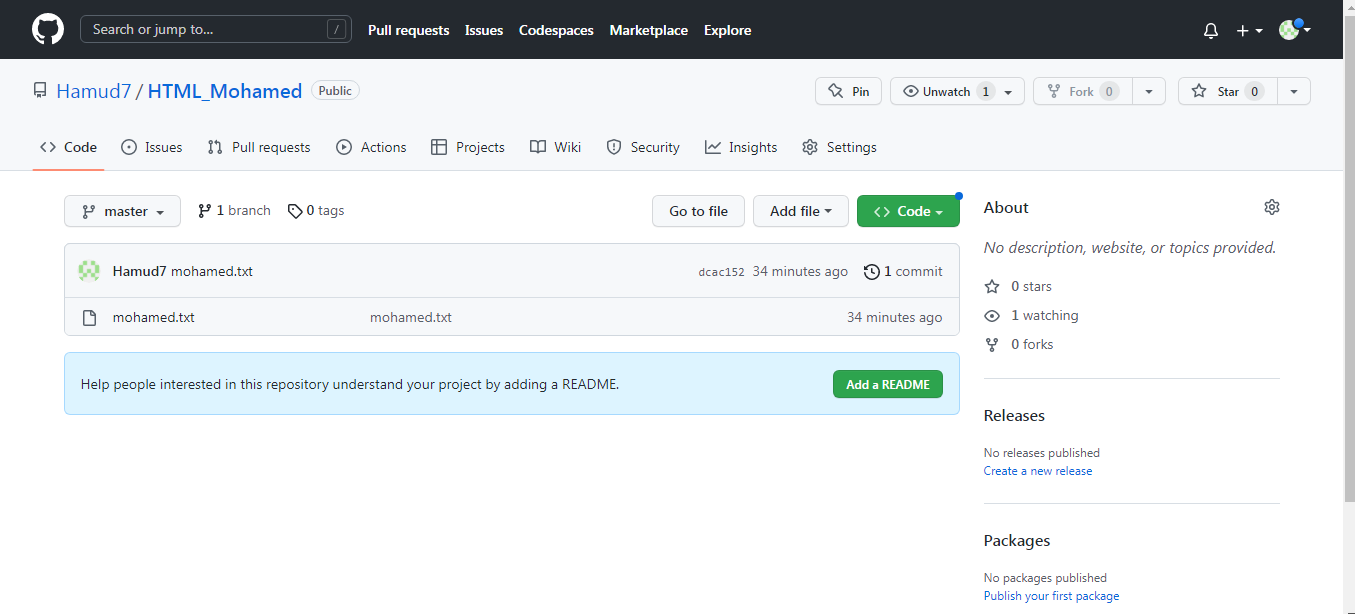 Search or jump to... / Pull requests Issues Codespaces Marketplace Explore
Hamud7 / HTML_Mohamed Public Pin Unwatch 1 Fork 0 Star 0
Code Issues Pull requests Actions Projects Wiki Security Insights Settings
master 1 branch 0 tags Go to file Add file Code
Hamud7 mohamed.txt dcac152 34 minutes ago 1 commit
mohamed.txt mohamed.txt 34 minutes ago
Help people interested in this repository understand your project by adding a README. Add a README
About
No description, website, or topics provided.
0 stars
1 watching
0 forks
Releases
No releases published
Create a new release
Packages
No packages published
Publish your first package